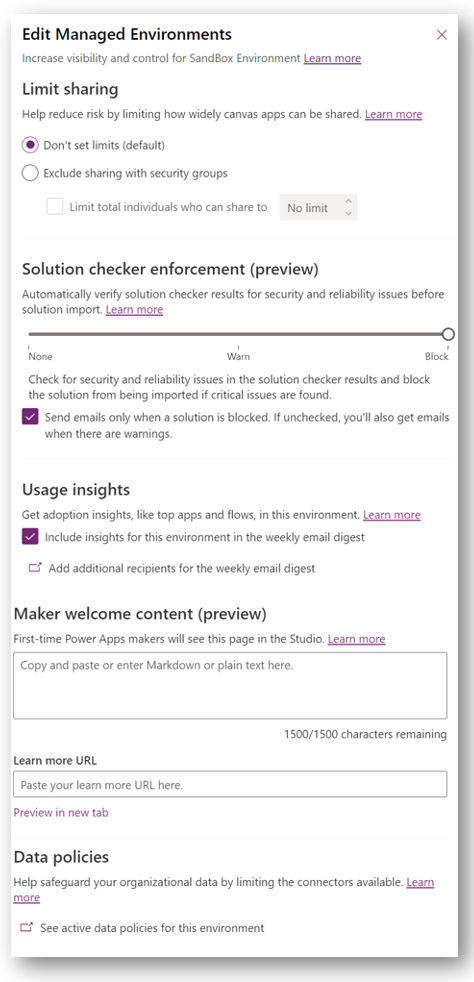 Edit Managed Environments
Increase visibility and control for SandBox Environment Learn more
Limit sharing
Help reduce risk by limiting how widely canvas apps can be shared. Learn more
Don't set limits (default)
Exclude sharing with security groups
Limit total individuals who can share to No limit
Solution checker enforcement (preview)
Automatically verify solution checker results for security and reliability issues before
solution import. Learn more
None Warn Block
Check for security and reliability issues in the solution checker results and block
the solution from being imported if critical issues are found.
Send emails only when a solution is blocked. If unchecked, you'll also get emails
when there are warnings.
Usage insights
Get adoption insights, like top apps and flows, in this environment. Learn more
Include insights for this environment in the weekly email digest
Add additional recipients for the weekly email digest
Maker welcome content (preview)
First-time Power Apps makers will see this page in the Studio. Learn more
Copy and paste or enter Markdown or plain text here.
1500/1500 characters remaining
Learn more URL
Paste your learn more URL here.
Preview in new tab
Data policies
Help safeguard your organizational data by limiting the connectors available. Learn
more
See active data policies for this environment